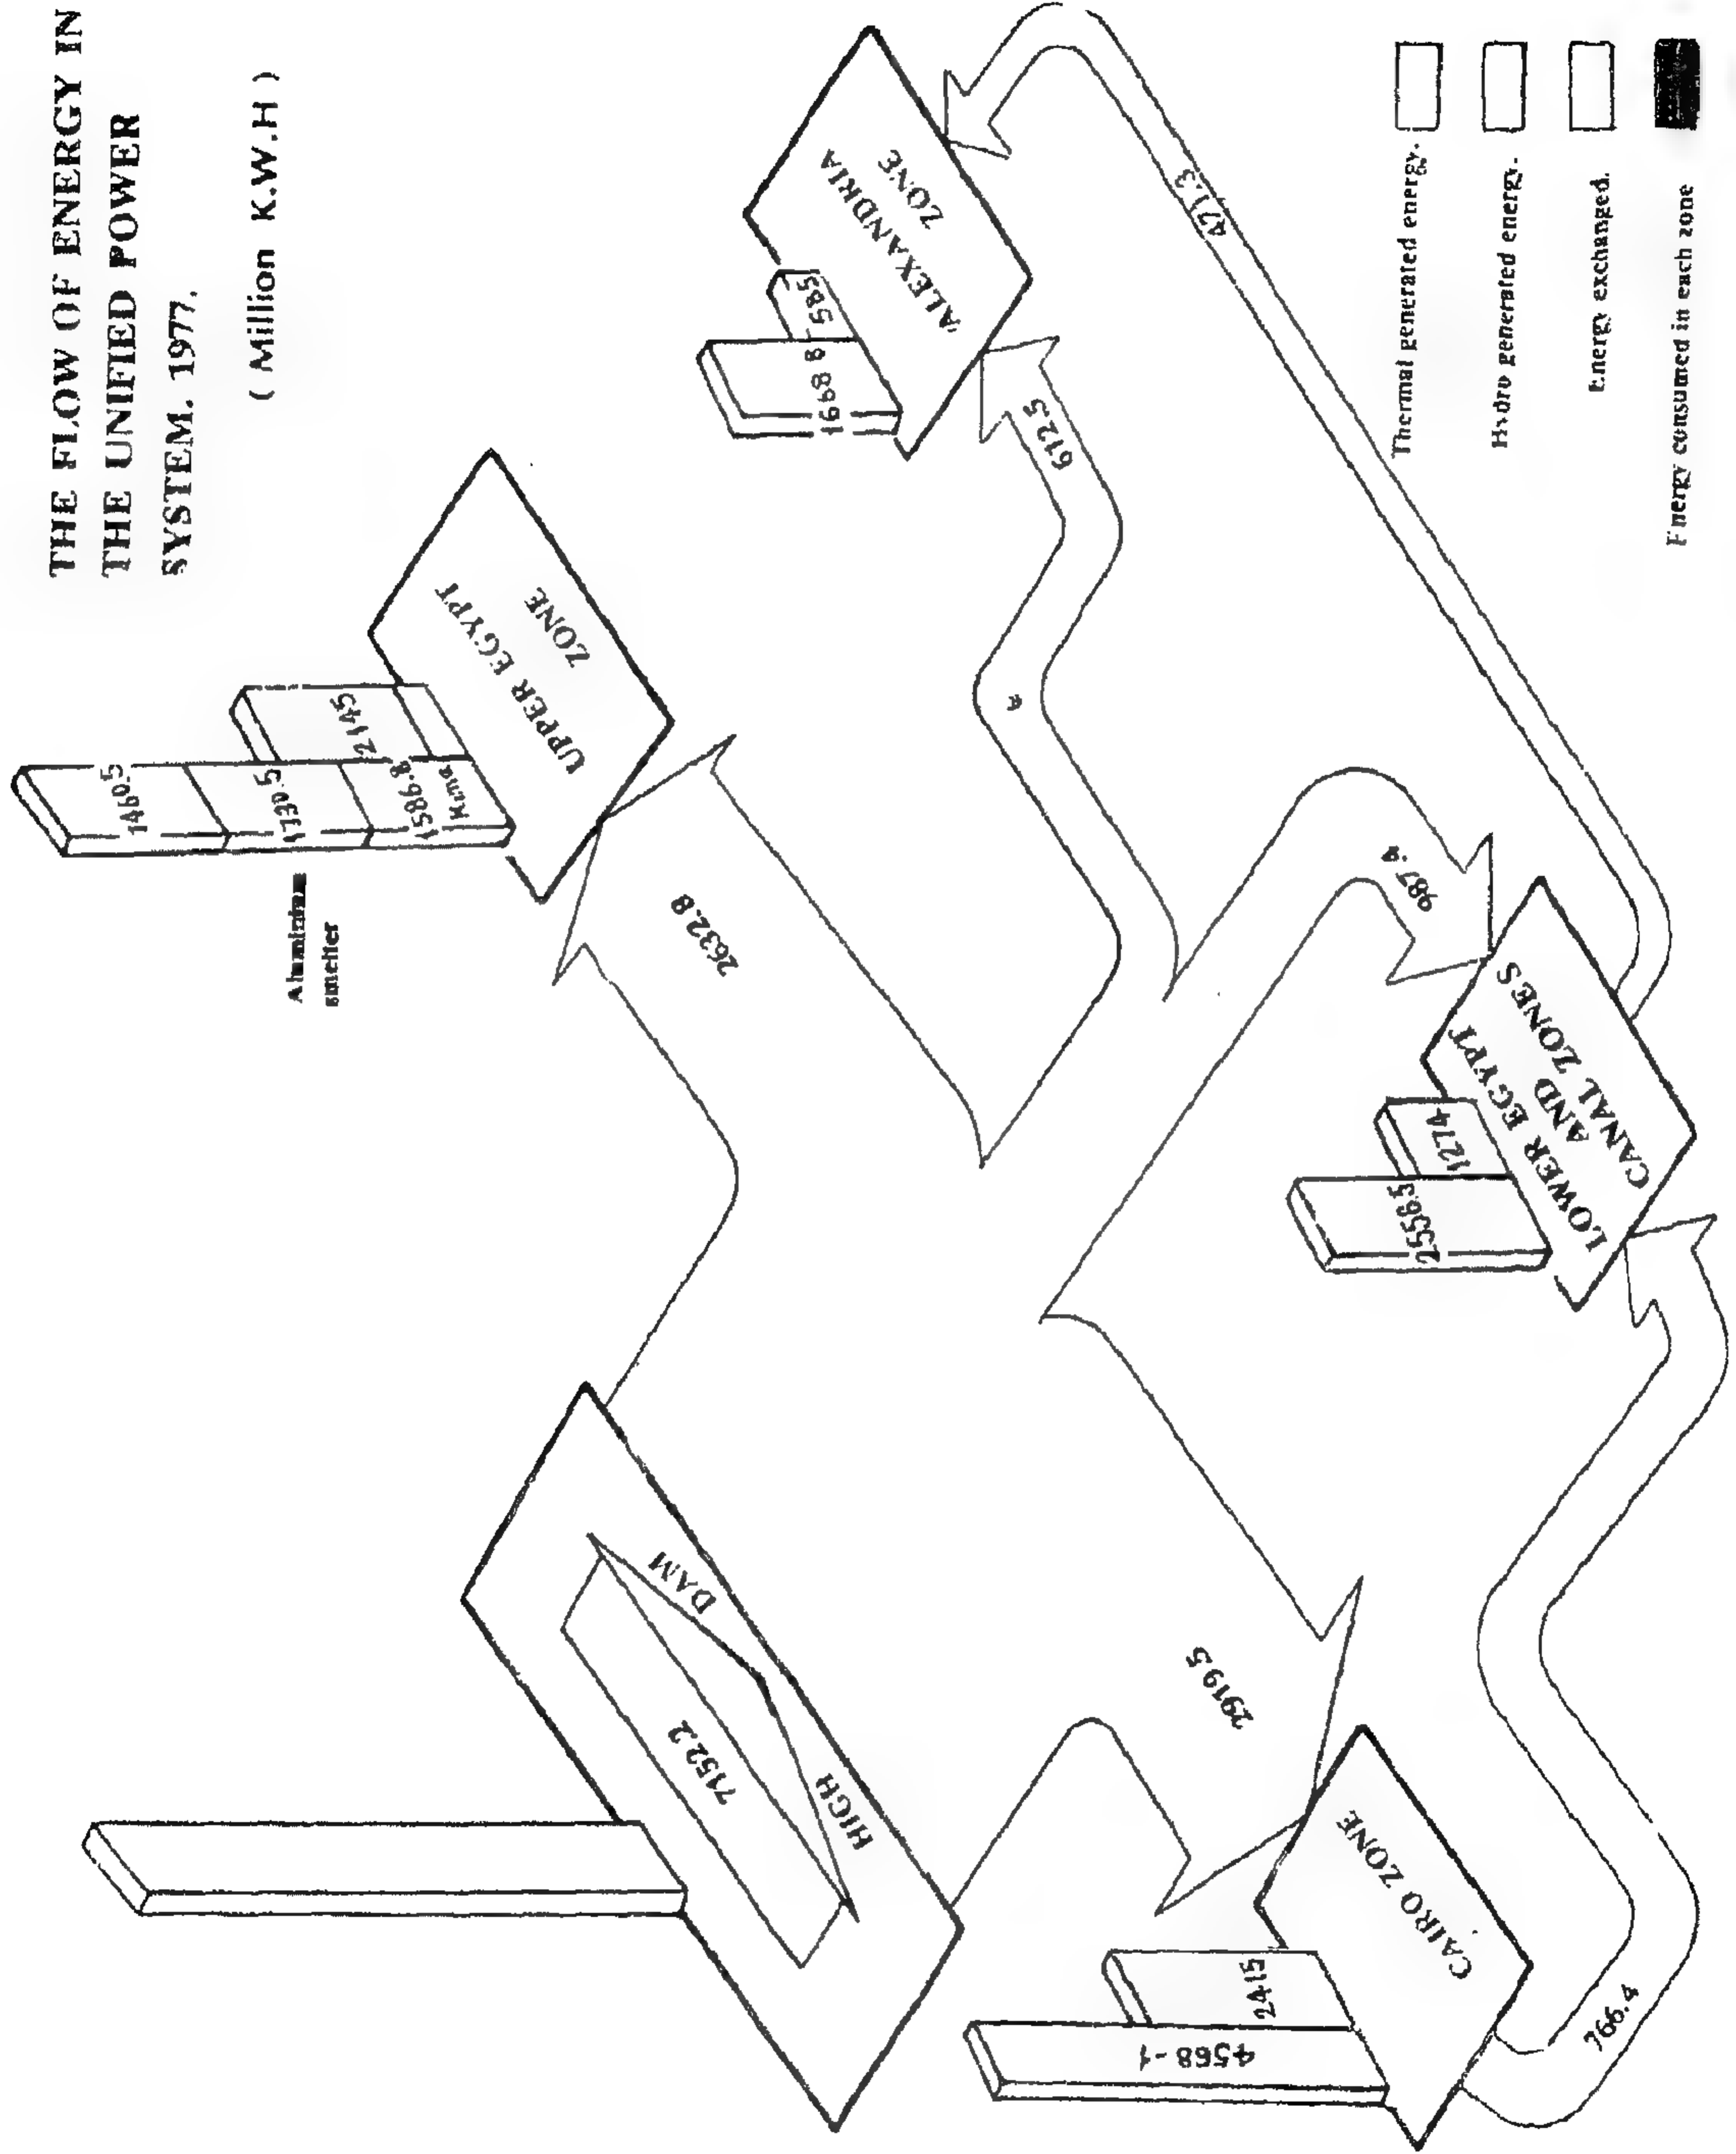 THE FLOW OF ENERGY IN
THE UNIFIED POWER
SYSTEM. 1977.
( Million K.W.H )
7152.2
HIGH DAM
1460.5
1730.5
1586.8
Kima
2145
Aluminium
smelter
UPPER EGYPT
ZONE
2632.8
1668 8
585
ALEXANDRIA
ZONE
612.5
471.3
987.4
2556.5
1274
LOWER EGYPT
AND
CANAL ZONES
2919.5
4568-1
2415
CAIRO ZONE
766.4
Thermal generated energy.
Hydro generated energy.
Energy exchanged.
Energy consumed in each zone